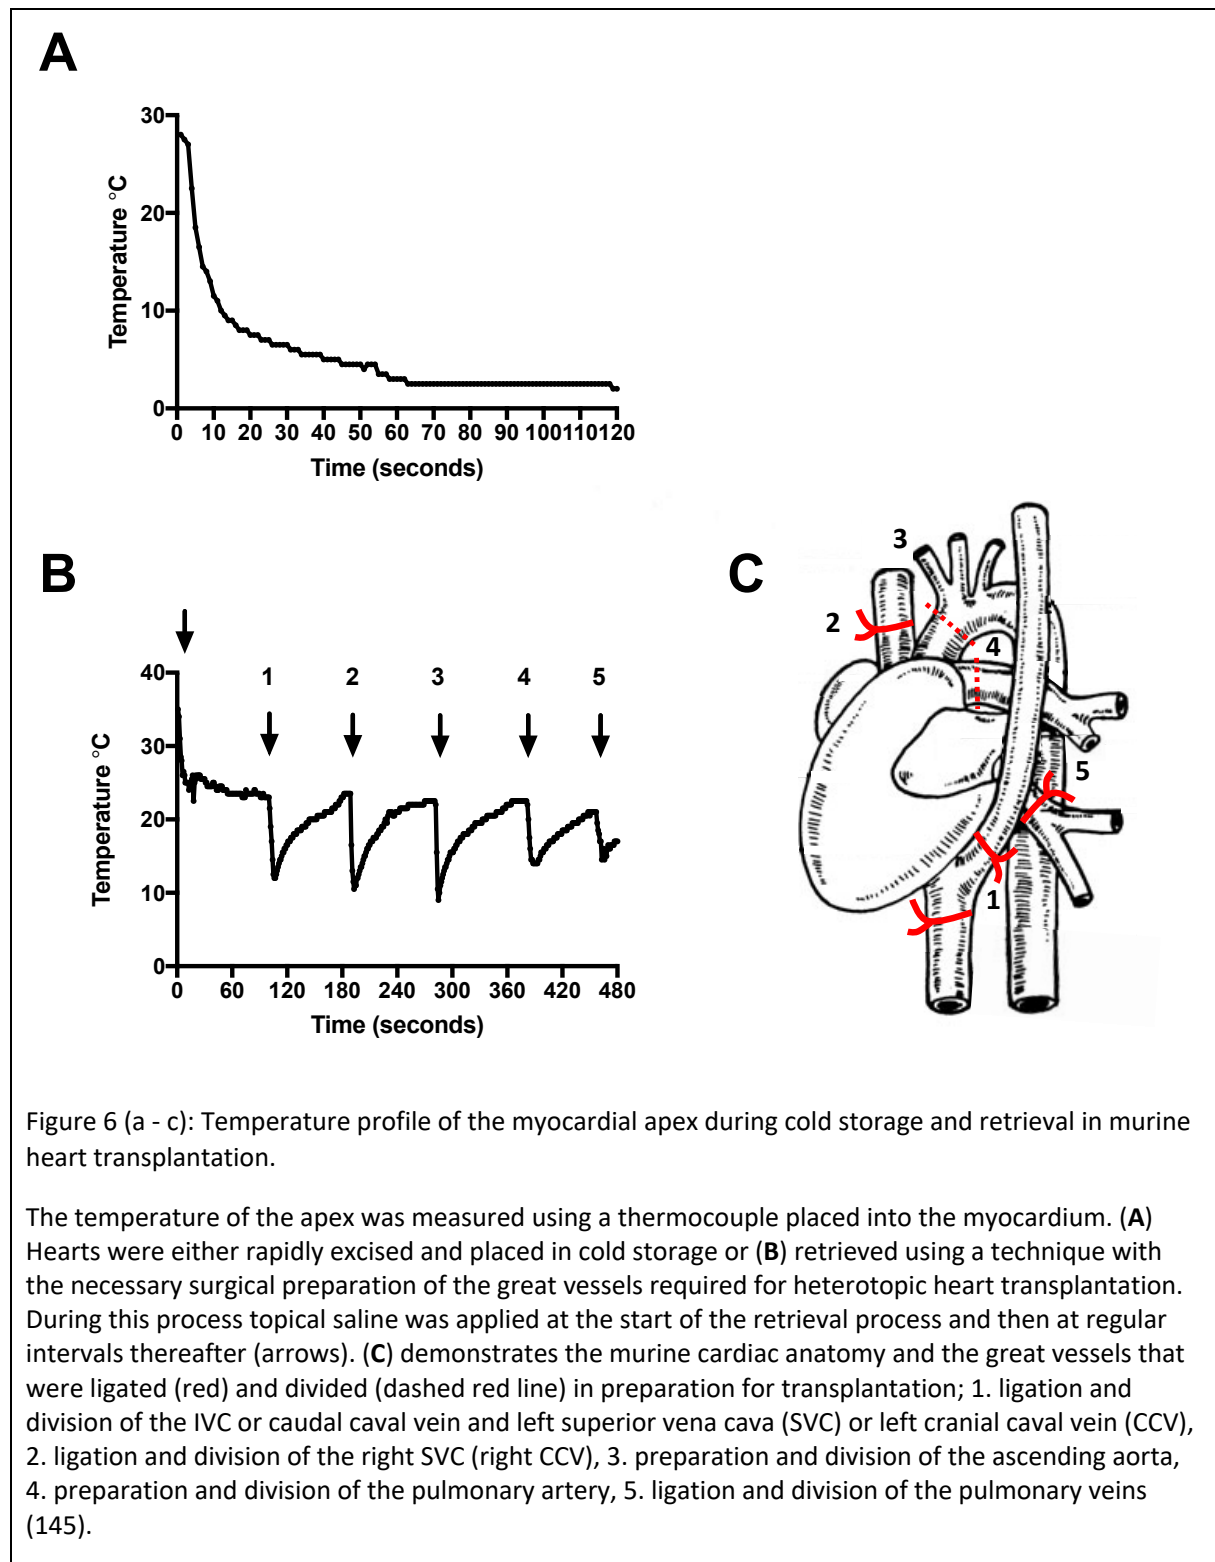 A
30
20
10
0
Temperature °C
0 10 20 30 40 50 60 70 80 90 100110120
Time (seconds)
B
1 2 3 4 5
40
30
20
10
0
Temperature °C
0 60 120 180 240 300 360 420 480
Time (seconds)
C
3
2
4
5
1
Figure 6 (a - c): Temperature profile of the myocardial apex during cold storage and retrieval in murine
heart transplantation.
The temperature of the apex was measured using a thermocouple placed into the myocardium. (A)
Hearts were either rapidly excised and placed in cold storage or (B) retrieved using a technique with
the necessary surgical preparation of the great vessels required for heterotopic heart transplantation.
During this process topical saline was applied at the start of the retrieval process and then at regular
intervals thereafter (arrows). (C) demonstrates the murine cardiac anatomy and the great vessels that
were ligated (red) and divided (dashed red line) in preparation for transplantation; 1. ligation and
division of the IVC or caudal caval vein and left superior vena cava (SVC) or left cranial caval vein (CCV),
2. ligation and division of the right SVC (right CCV), 3. preparation and division of the ascending aorta,
4. preparation and division of the pulmonary artery, 5. ligation and division of the pulmonary veins
(145).